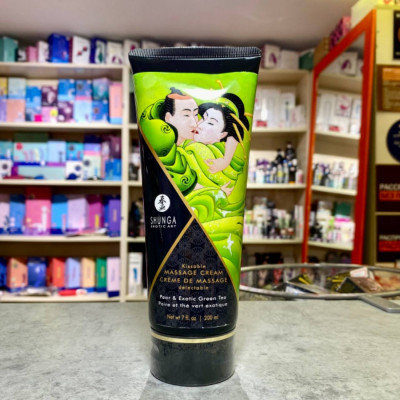 SHUNGA
EROTIC ART
Kissable
MASSAGE CREAM
CRÈME DE MASSAGE
délectable
Pear & Exotic Green Tea
Poire et thé vert exotique
Net 7 fl. oz. | 200 ml